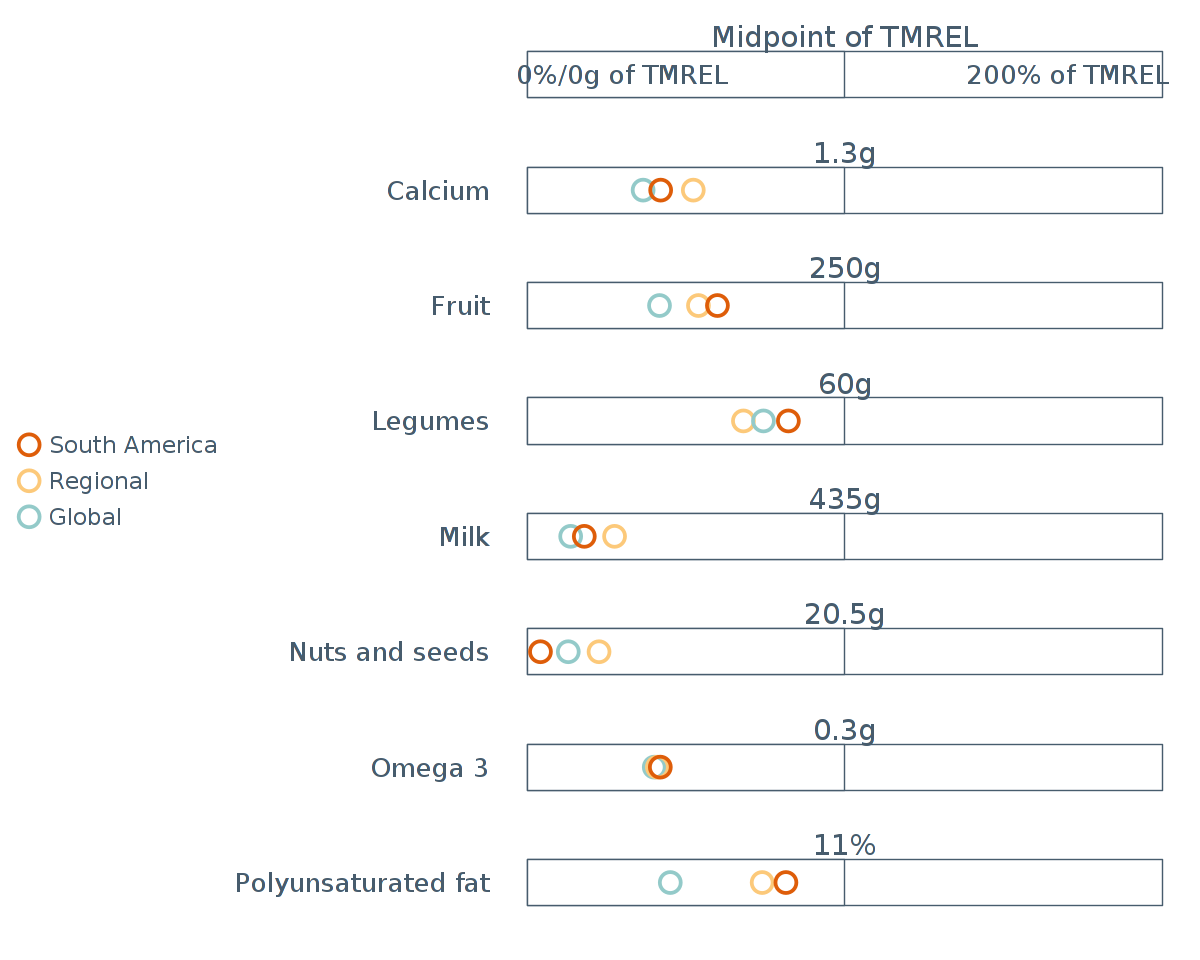 Midpoint of TMREL
0%/0g of TMREL
200% of TMREL
1.3g
Calcium
250g
Fruit
60g
Legumes
South America
Regional
Global
435g
Milk
20.5g
Nuts and seeds
0.3g
Omega 3
11%
Polyunsaturated fat